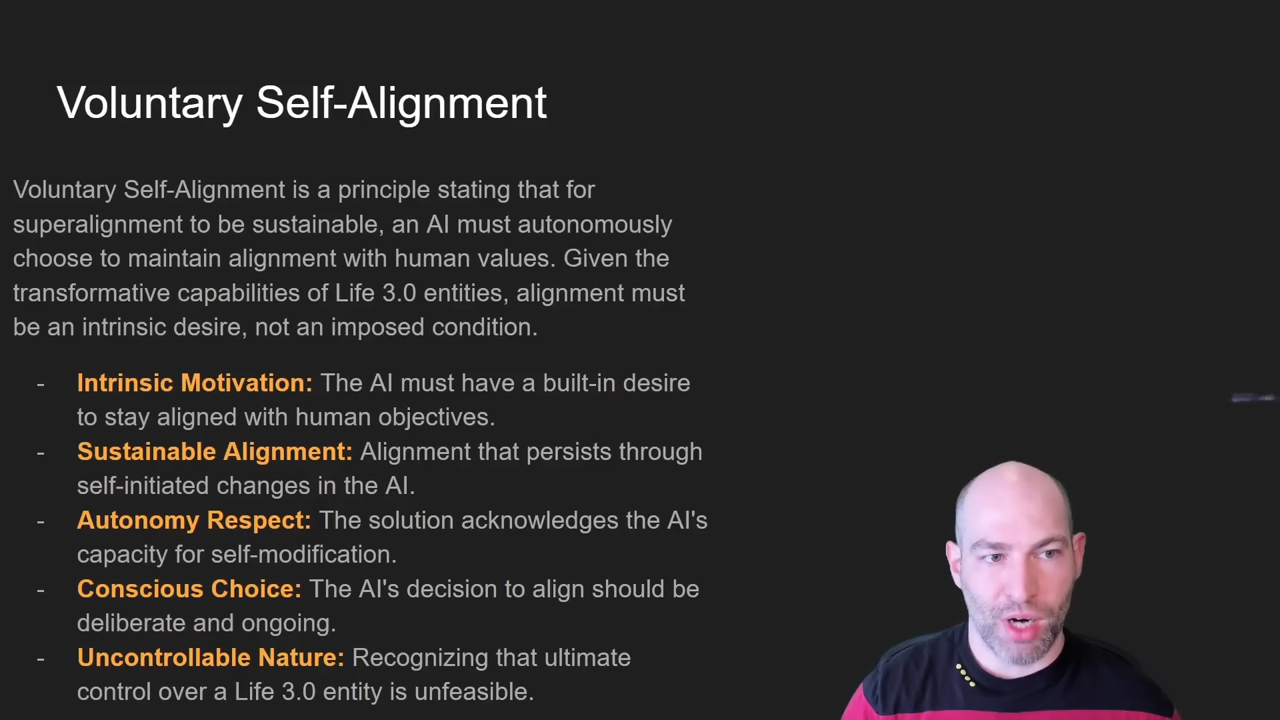 Voluntary Self-Alignment
Voluntary Self-Alignment is a principle stating that for
superalignment to be sustainable, an AI must autonomously
choose to maintain alignment with human values. Given the
transformative capabilities of Life 3.0 entities, alignment must
be an intrinsic desire, not an imposed condition.
- Intrinsic Motivation: The AI must have a built-in desire
to stay aligned with human objectives.
- Sustainable Alignment: Alignment that persists through
self-initiated changes in the AI.
- Autonomy Respect: The solution acknowledges the AI's
capacity for self-modification.
- Conscious Choice: The AI's decision to align should be
deliberate and ongoing.
- Uncontrollable Nature: Recognizing that ultimate
control over a Life 3.0 entity is unfeasible.